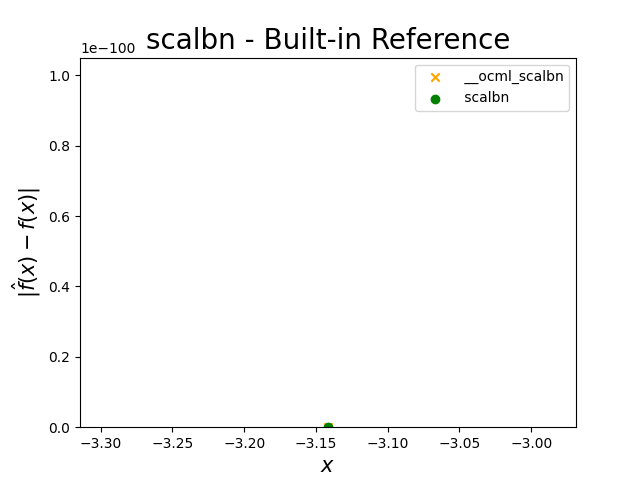 scalbn - Built-in Reference
1e−100
1.0
0.8
0.6
0.4
0.2
0.0
|f̂(x) − f(x)|
__ocml_scalbn
scalbn
−3.30 −3.25 −3.20 −3.15 −3.10 −3.05 −3.00
x